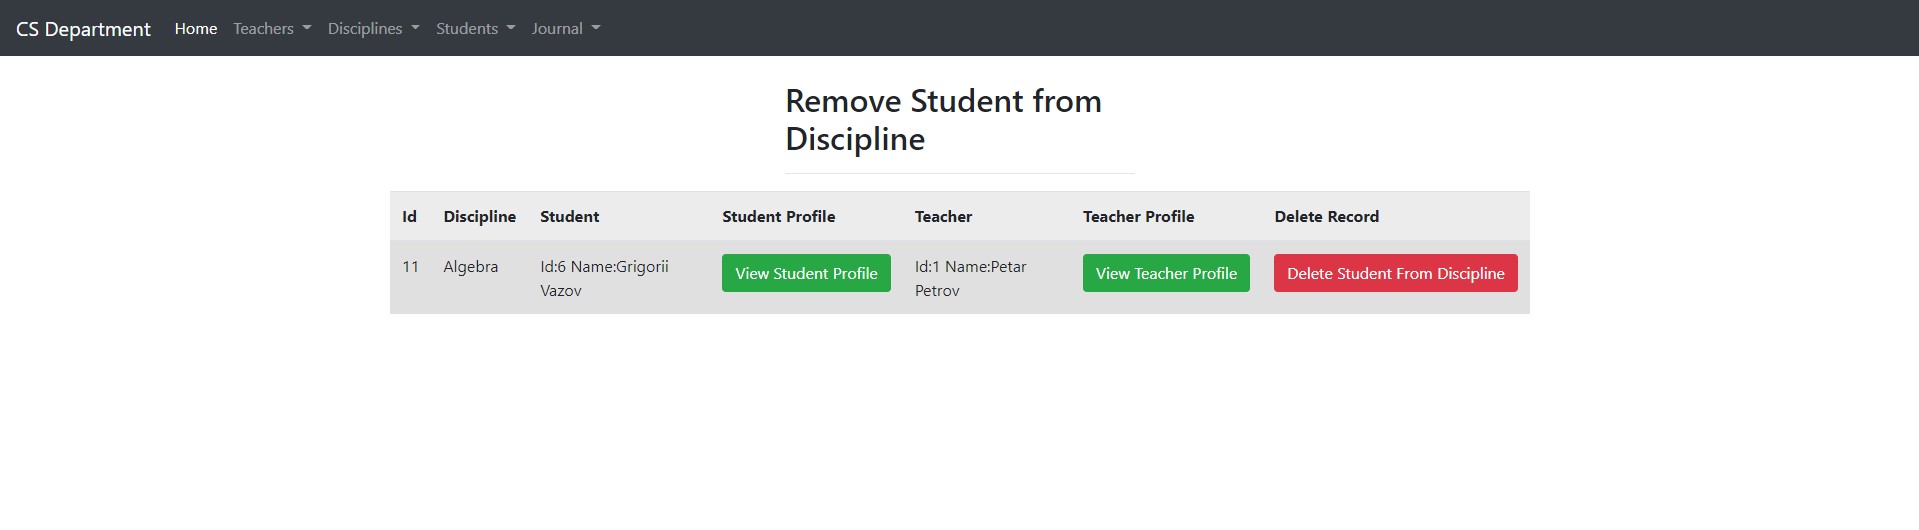 CS Department Home Teachers Disciplines Students Journal
Remove Student from
Discipline
Id Discipline Student Student Profile Teacher Teacher Profile Delete Record
11 Algebra Id:6 Name:Grigorii View Student Profile Id:1 Name:Petar View Teacher Profile Delete Student From Discipline
Vazov Petrov